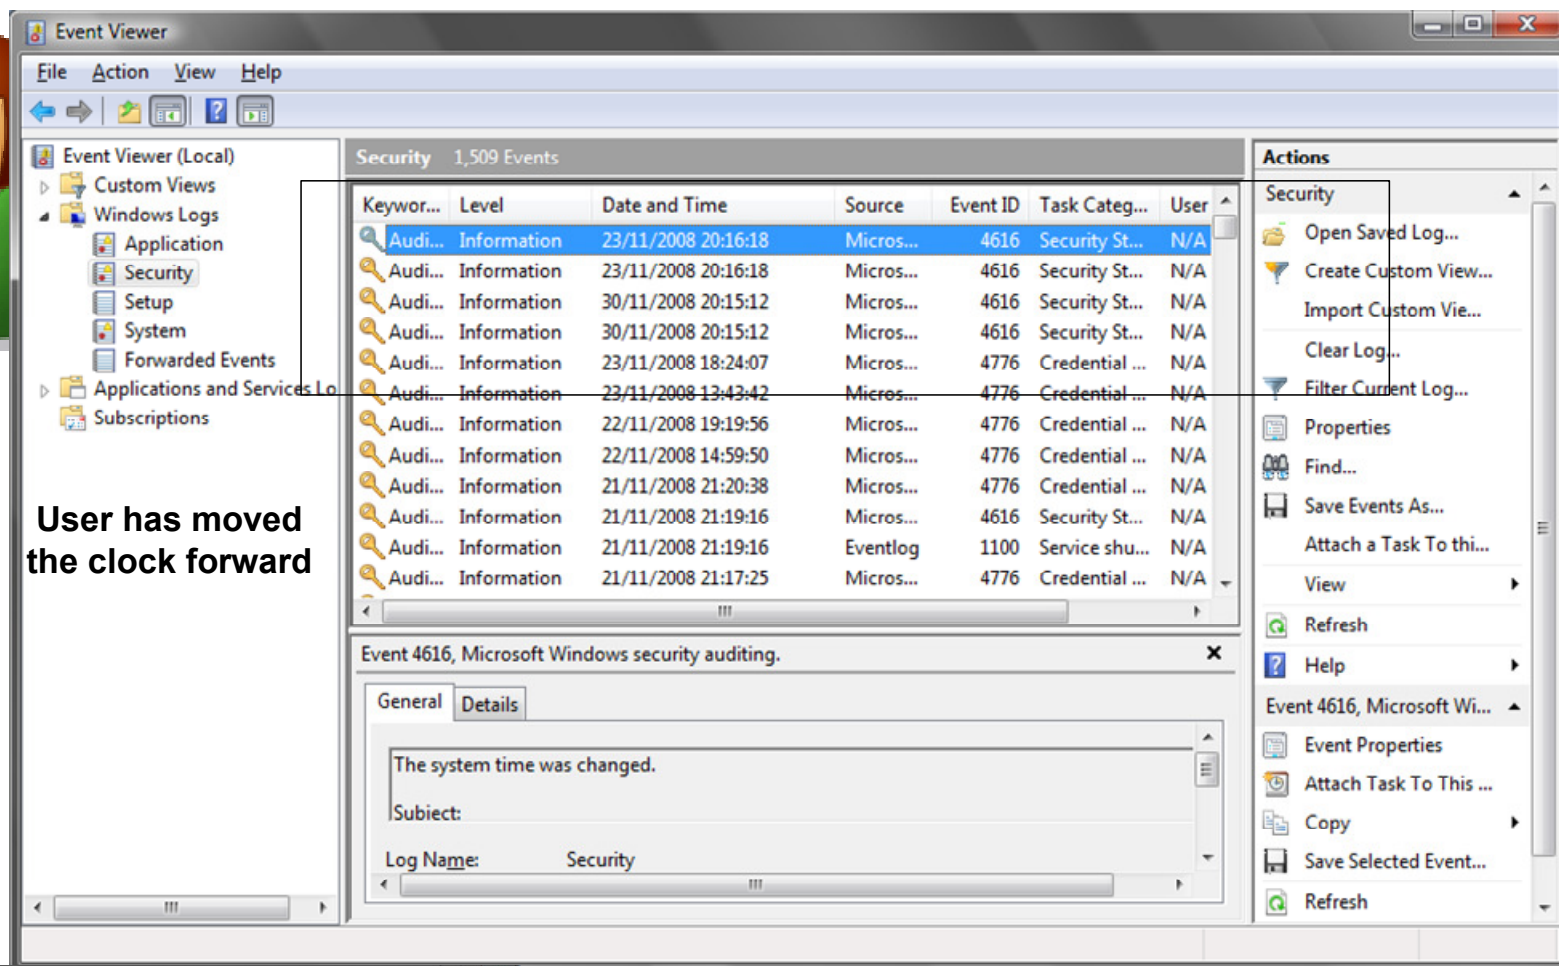 Event Viewer
File Action View Help
Event Viewer (Local)
Custom Views
Windows Logs
Application
Security
Setup
System
Forwarded Events
Applications and Services Lo
Subscriptions
User has moved
the clock forward
Security 1,509 Events
Keywor... Level Date and Time Source Event ID Task Categ... User
Audi... Information 23/11/2008 20:16:18 Micros... 4616 Security St... N/A
Audi... Information 23/11/2008 20:16:18 Micros... 4616 Security St... N/A
Audi... Information 30/11/2008 20:15:12 Micros... 4616 Security St... N/A
Audi... Information 30/11/2008 20:15:12 Micros... 4616 Security St... N/A
Audi... Information 23/11/2008 18:24:07 Micros... 4776 Credential ... N/A
Audi... Information 23/11/2008 13:43:42 Micros... 4776 Credential ... N/A
Audi... Information 22/11/2008 19:19:56 Micros... 4776 Credential ... N/A
Audi... Information 22/11/2008 14:59:50 Micros... 4776 Credential ... N/A
Audi... Information 21/11/2008 21:20:38 Micros... 4776 Credential ... N/A
Audi... Information 21/11/2008 21:19:16 Micros... 4616 Security St... N/A
Audi... Information 21/11/2008 21:19:16 Eventlog 1100 Service shu... N/A
Audi... Information 21/11/2008 21:17:25 Micros... 4776 Credential ... N/A
Event 4616, Microsoft Windows security auditing.
General Details
The system time was changed.
Subject:
Log Name: Security
Actions
Security
Open Saved Log...
Create Custom View...
Import Custom Vie...
Clear Log...
Filter Current Log...
Properties
Find...
Save Events As...
Attach a Task To thi...
View
Refresh
Help
Event 4616, Microsoft Wi...
Event Properties
Attach Task To This ...
Copy
Save Selected Event...
Refresh